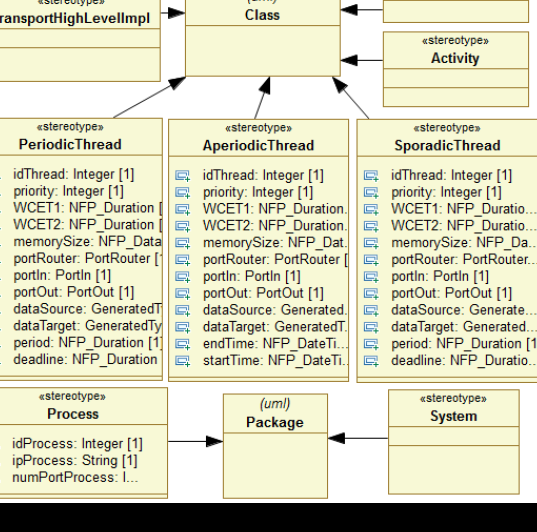 «stereotype»
ransportHighLevelImpl
(uml)
Class
«stereotype»
Activity
«stereotype»
PeriodicThread
idThread: Integer [1]
priority: Integer [1]
WCET1: NFP_Duration [
WCET2: NFP_Duration [
memorySize: NFP_Data
portRouter: PortRouter [1
portIn: PortIn [1]
portOut: PortOut [1]
dataSource: GeneratedT
dataTarget: GeneratedTy
period: NFP_Duration [1]
deadline: NFP_Duration
«stereotype»
AperiodicThread
idThread: Integer [1]
priority: Integer [1]
WCET1: NFP_Duration.
WCET2: NFP_Duration.
memorySize: NFP_Dat.
portRouter: PortRouter [
portIn: PortIn [1]
portOut: PortOut [1]
dataSource: Generated.
dataTarget: GeneratedT.
endTime: NFP_DateTi...
startTime: NFP_DateTi..
«stereotype»
SporadicThread
idThread: Integer [1]
priority: Integer [1]
WCET1: NFP_Duratio...
WCET2: NFP_Duratio...
memorySize: NFP_Da...
portRouter: PortRouter...
portIn: PortIn [1]
portOut: PortOut [1]
dataSource: Generate...
dataTarget: Generated...
period: NFP_Duration [1
deadline: NFP_Duratio...
«stereotype»
Process
idProcess: Integer [1]
ipProcess: String [1]
numPortProcess: I...
(uml)
Package
«stereotype»
System